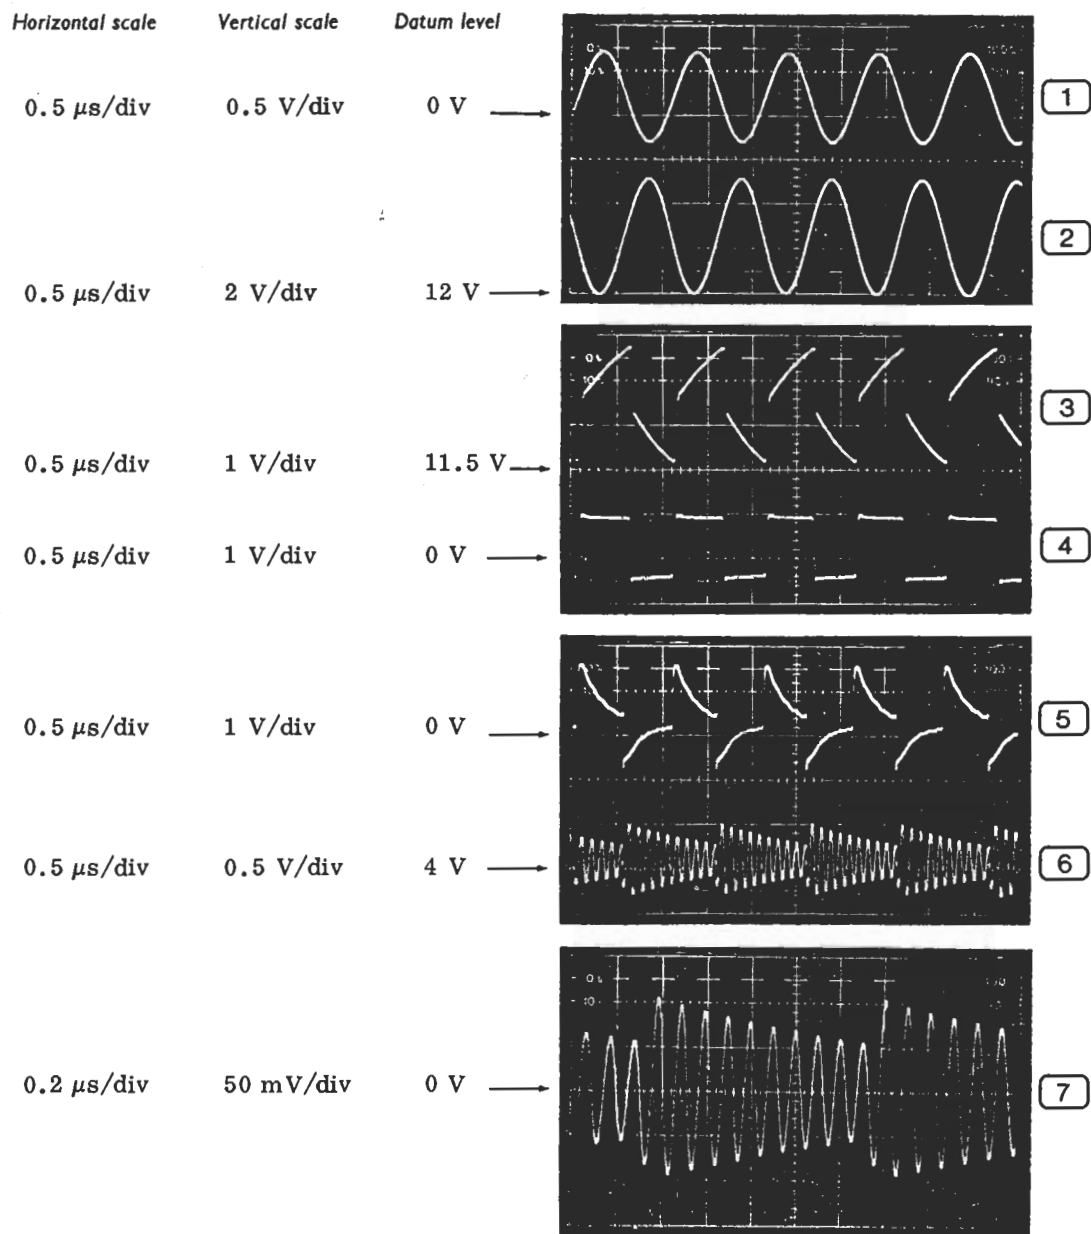 Horizontal scale Vertical scale Datum level
0.5 μs/div 0.5 V/div 0 V 1
2
0.5 μs/div 2 V/div 12 V
3
0.5 μs/div 1 V/div 11.5 V
0.5 μs/div 1 V/div 0 V 4
0.5 μs/div 1 V/div 0 V 5
0.5 μs/div 0.5 V/div 4 V 6
0.2 μs/div 50 mV/div 0 V 7